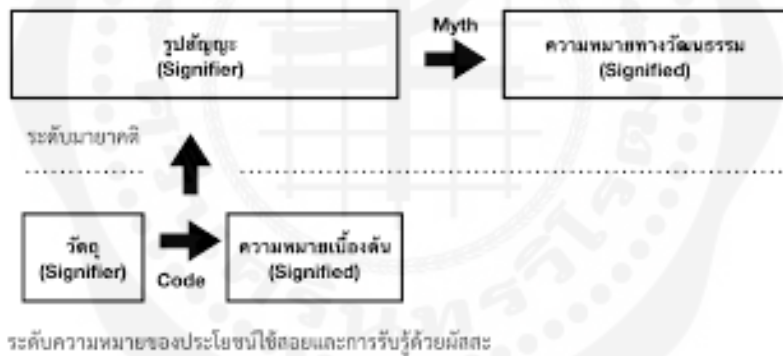 รูปสัญญะ
(Signifier)
Myth
ความหมายทางวัฒนธรรม
(Signified)
ระดับมายาคติ
วัตถุ
(Signifier)
Code
ความหมายเบื้องต้น
(Signified)
ระดับความหมายของประโยชน์ใช้สอยและการรับรู้ด้วยผัสสะ